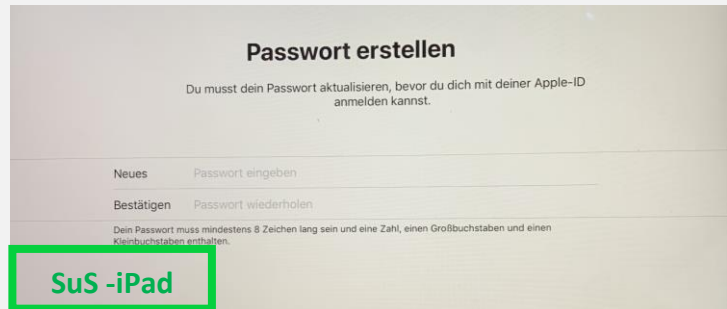 Passwort erstellen
Du musst dein Passwort aktualisieren, bevor du dich mit deiner Apple-ID
anmelden kannst.
Neues Passwort eingeben
Bestätigen Passwort wiederholen
Dein Passwort muss mindestens 8 Zeichen lang sein und eine Zahl, einen Großbuchstaben und einen
Kleinbuchstaben enthalten.
SuS -iPad